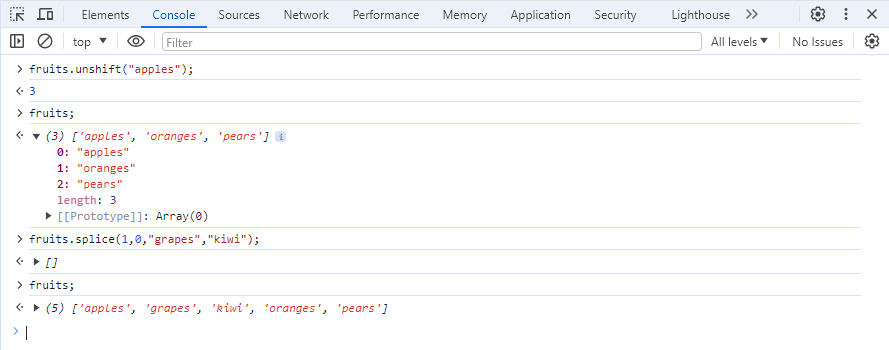 Elements Console Sources Network Performance Memory Application Security Lighthouse
top Filter All levels No Issues
fruits.unshift("apples");
3
fruits;
(3) ['apples', 'oranges', 'pears']
0: "apples"
1: "oranges"
2: "pears"
length: 3
[[Prototype]]: Array(0)
fruits.splice(1,0,"grapes","kiwi");
[]
fruits;
(5) ['apples', 'grapes', 'kiwi', 'oranges', 'pears']